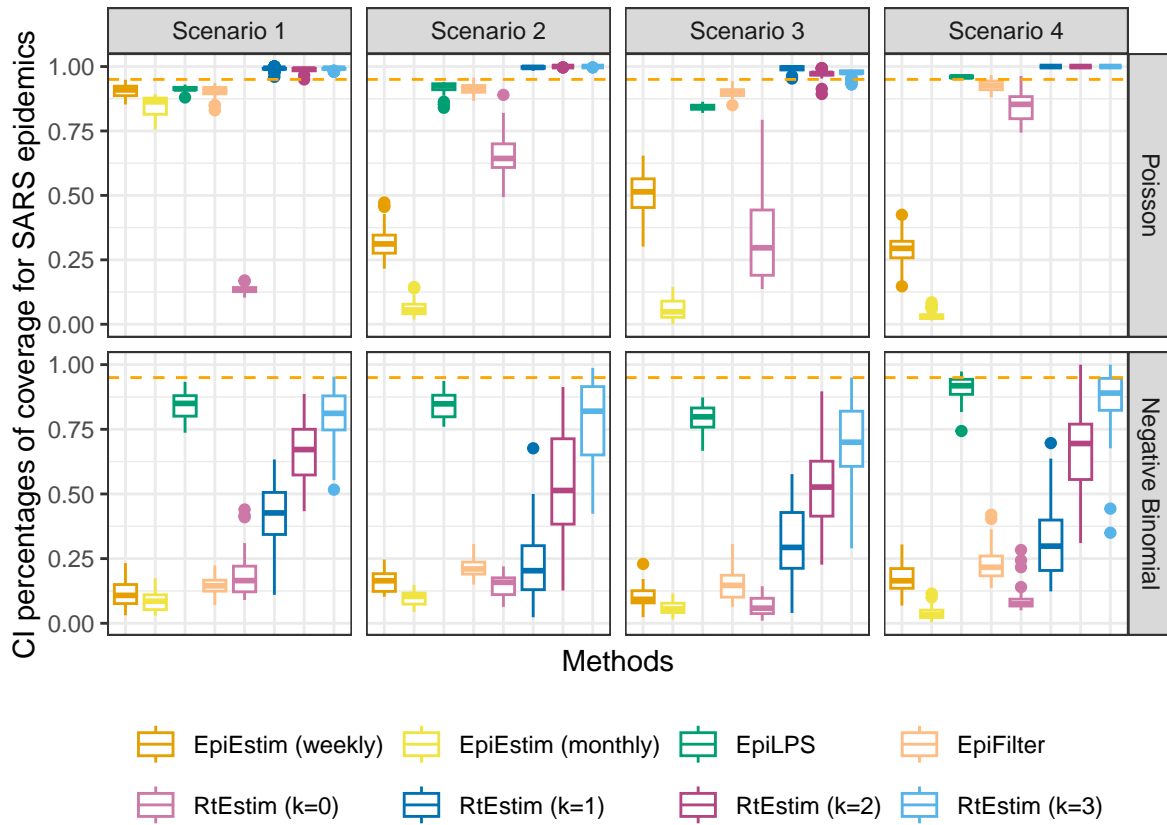 Scenario 1 Scenario 2 Scenario 3 Scenario 4
CI percentages of coverage for SARS epidemics
1.00
0.75
0.50
0.25
0.00
Poisson
1.00
0.75
0.50
0.25
0.00
Negative Binomial
Methods
EpiEstim (weekly) EpiEstim (monthly) EpiLPS EpiFilter
RtEstim (k=0) RtEstim (k=1) RtEstim (k=2) RtEstim (k=3)